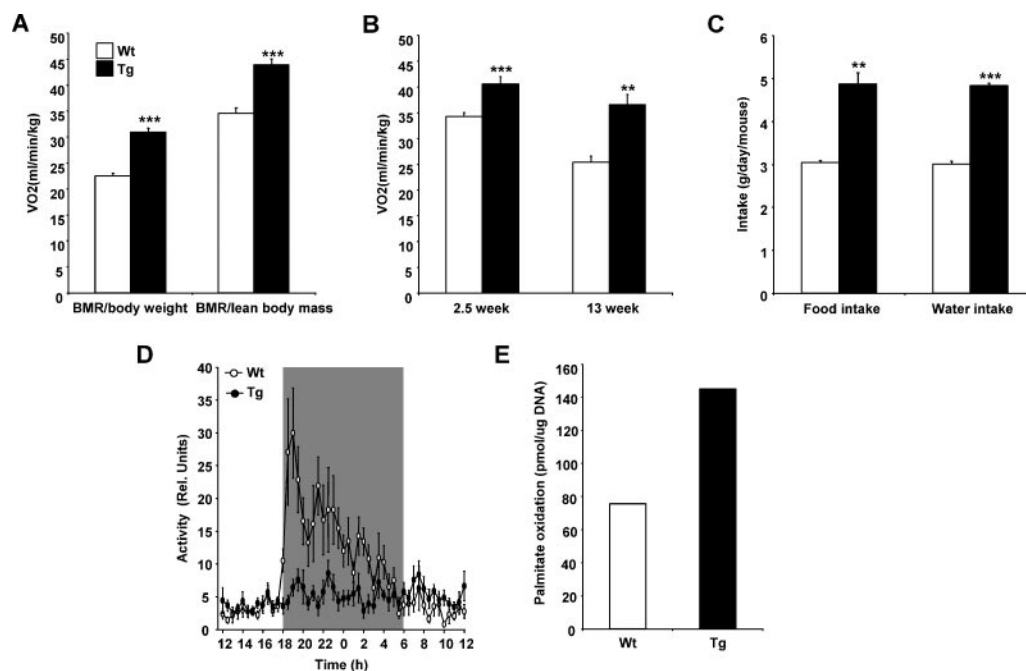 A
Wt
Tg
VO2(ml/min/kg)
50
45
40
35
30
25
20
15
10
5
0
***
***
BMR/body weight
BMR/lean body mass
B
VO2(ml/min/kg)
50
45
40
35
30
25
20
15
10
5
0
***
**
2.5 week
13 week
C
Intake (g/day/mouse)
6
5
4
3
2
1
0
**
***
Food intake
Water intake
D
Wt
Tg
Activity (Rel. Units)
40
35
30
25
20
15
10
5
0
12 14 16 18 20 22 0 2 4 6 8 10 12
Time (h)
E
Palmitate oxidation (pmol/ug DNA)
160
140
120
100
80
60
40
20
0
Wt
Tg